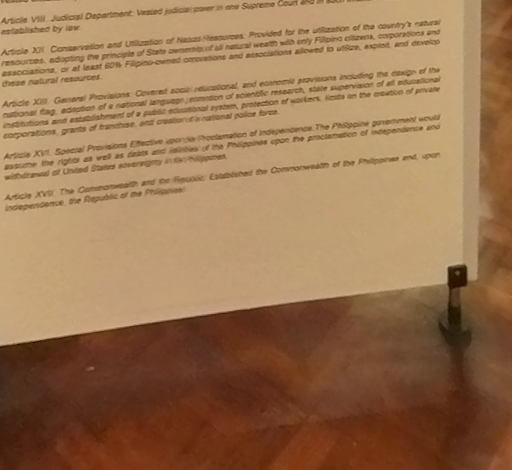 Article VIII. Judicial Department: Vested judicial power in one Supreme Court and in such
established by law.
Article XII. Conservation and Utilization of Natural Resources. Provided for the utilization of the country's natural
resources, adopting the principle of State ownership of all natural wealth with only Filipino citizens, corporations and
associations, or at least 60% Filipino-owned corporations and associations allowed to utilize, exploit, and develop
these natural resources.
Article XIII. General Provisions. Covered social, educational, and economic provisions including the design of the
national flag, adoption of a national language, promotion of scientific research, state supervision of all educational
institutions and establishment of a public educational system, protection of workers, limits on the creation of private
corporations, grants of franchise, and creation of a national police force.
Article XVI. Special Provisions Effective upon the Proclamation of Independence. The Philippine government would
assume the rights as well as debts and liabilities of the Philippines upon the proclamation of independence and
withdrawal of United States sovereignty in the Philippines.
Article XVII. The Commonwealth and the Republic. Established the Commonwealth of the Philippines and, upon
independence, the Republic of the Philippines.